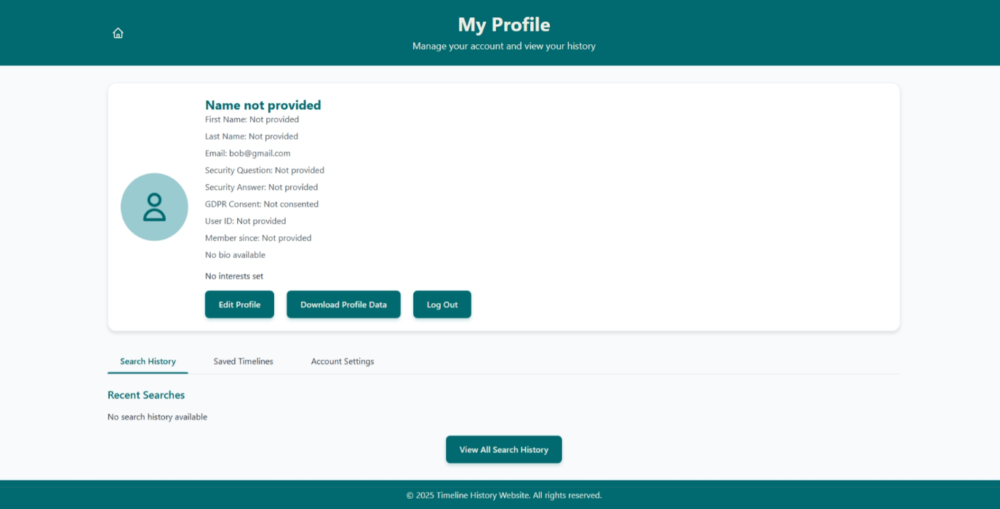 My Profile
Manage your account and view your history
Name not provided
First Name: Not provided
Last Name: Not provided
Email: bob@gmail.com
Security Question: Not provided
Security Answer: Not provided
GDPR Consent: Not consented
User ID: Not provided
Member since: Not provided
No bio available
No interests set
Edit Profile Download Profile Data Log Out
Search History Saved Timelines Account Settings
Recent Searches
No search history available
View All Search History
© 2025 Timeline History Website. All rights reserved.